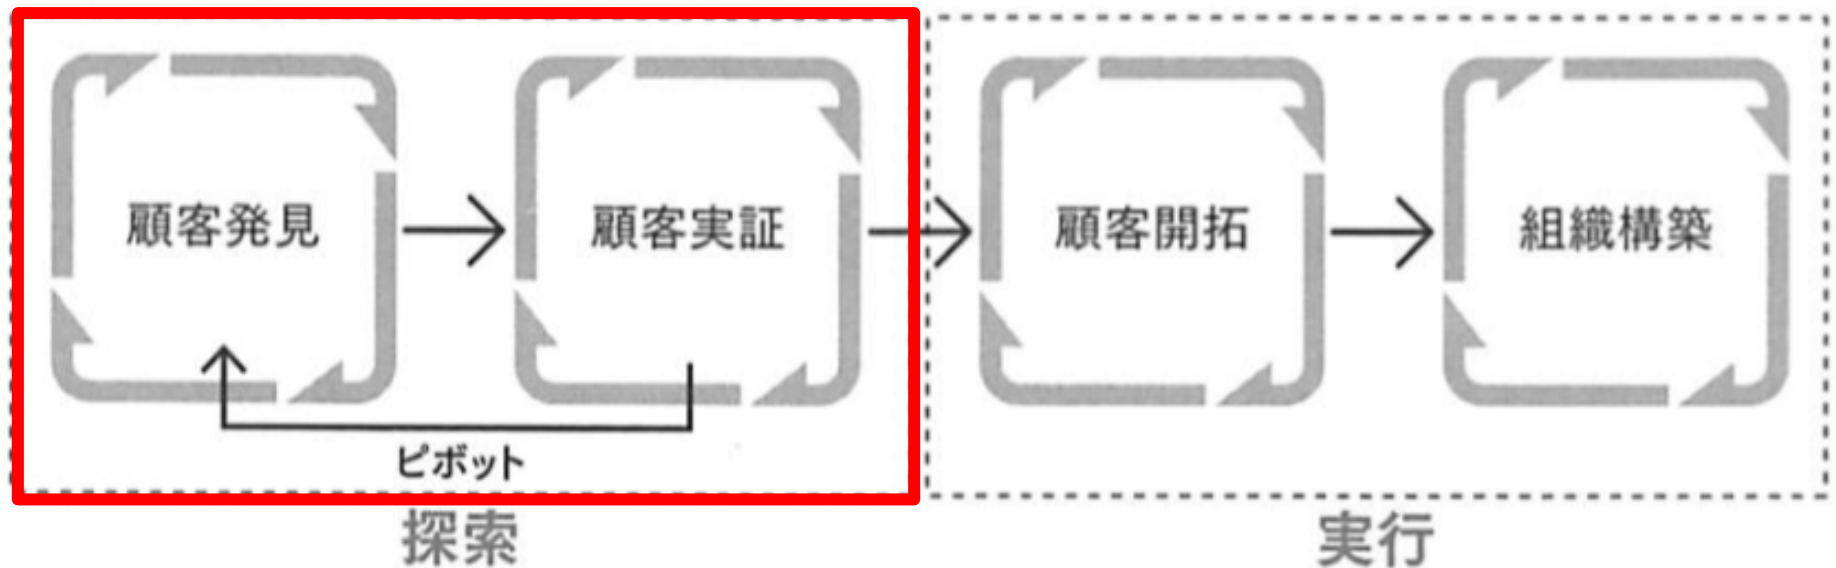 顧客発見
顧客実証
顧客開拓
組織構築
ピボット
探索
実行